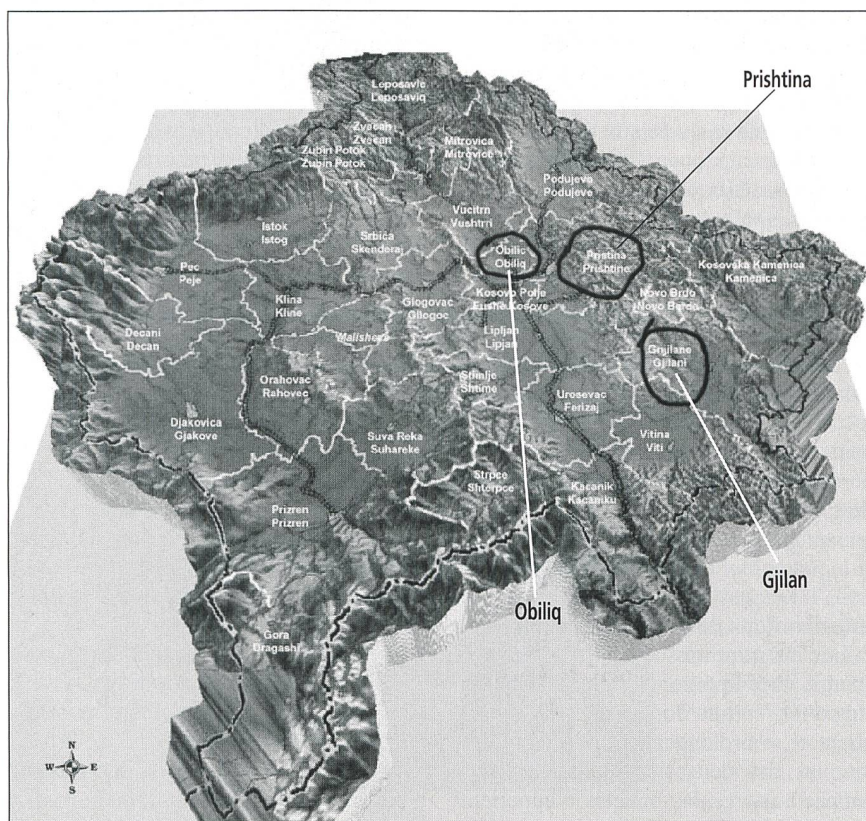 Prishtina
Leposavic
Leposaviq
Zvecan
Zvecan
Zubin Potok
Zubin Potok
Mitrovica
Mitrovice
Podujevo
Podujeve
Vucitrn
Vushtrri
Istok
Istog
Srbica
Skenderaj
Obilic
Obiliq
Pristina
Prishtine
Kosovska Kamenica
Kamenica
Pec
Peje
Klina
Kline
Glogovac
Gllogoc
Kosovo Polje
Fushe Kosove
Novo Brdo
Novo Berde
Decani
Decan
Malisheve
Lipljan
Lipjan
Gnjilane
Gjilani
Orahovac
Rahovec
Stimlje
Shtime
Urosevac
Ferizaj
Djakovica
Gjakove
Suva Reka
Suhareke
Vitina
Viti
Strpce
Shterpce
Kacanik
Kacaniku
Prizren
Prizren
Gjilan
Obiliq
Gora
Dragashi
N
W E
S